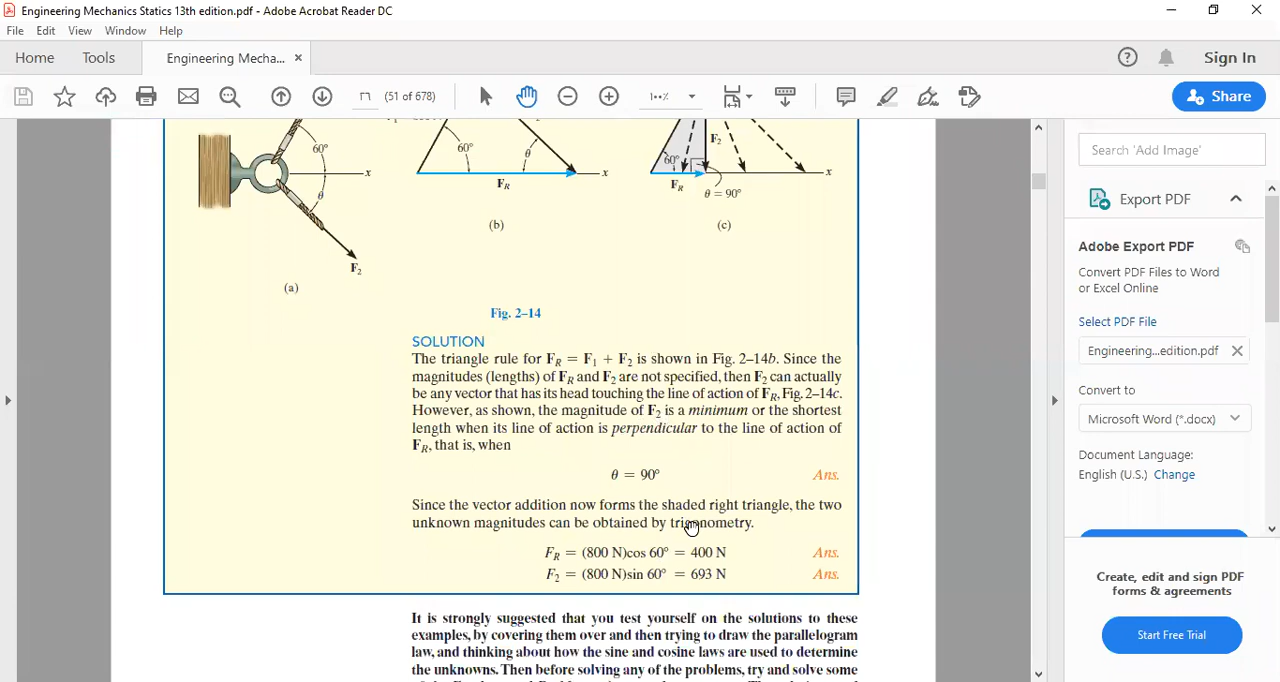 Engineering Mechanics Statics 13th edition.pdf - Adobe Acrobat Reader DC
File Edit View Window Help
Home Tools Engineering Mecha... × Sign In
(51 of 678) Share
60°
x
θ
F2
(a)
60°
θ
x
FR
(b)
F2
60°
x
FR
θ = 90°
(c)
Fig. 2–14
SOLUTION
The triangle rule for FR = F1 + F2 is shown in Fig. 2–14b. Since the
magnitudes (lengths) of FR and F2 are not specified, then F2 can actually
be any vector that has its head touching the line of action of FR, Fig. 2–14c.
However, as shown, the magnitude of F2 is a minimum or the shortest
length when its line of action is perpendicular to the line of action of
FR, that is, when
θ = 90° Ans.
Since the vector addition now forms the shaded right triangle, the two
unknown magnitudes can be obtained by trigonometry.
FR = (800 N)cos 60° = 400 N Ans.
F2 = (800 N)sin 60° = 693 N Ans.
It is strongly suggested that you test yourself on the solutions to these
examples, by covering them over and then trying to draw the parallelogram
law, and thinking about how the sine and cosine laws are used to determine
the unknowns. Then before solving any of the problems, try and solve some
Search 'Add Image'
Export PDF
Adobe Export PDF
Convert PDF Files to Word
or Excel Online
Select PDF File
Engineering...edition.pdf
Convert to
Microsoft Word (*.docx)
Document Language:
English (U.S.) Change
Create, edit and sign PDF
forms & agreements
Start Free Trial